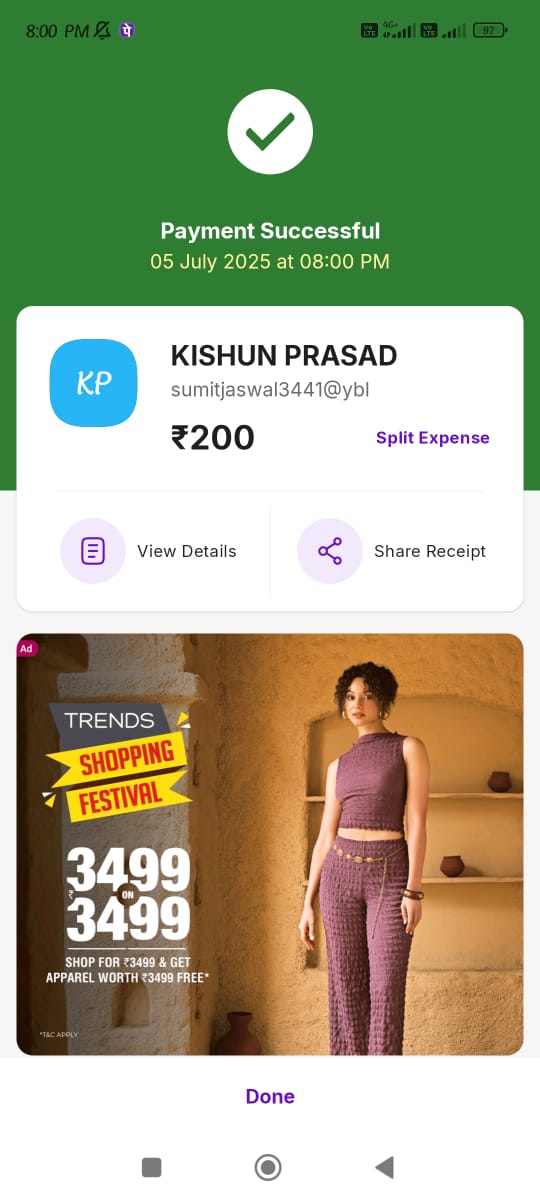 8:00 PM पे Vo LTE 4G+ Vo LTE 97
Payment Successful
05 July 2025 at 08:00 PM
KP
KISHUN PRASAD
sumitjaswal3441@ybl
₹200
Split Expense
View Details
Share Receipt
Ad
TRENDS
SHOPPING
FESTIVAL
3499
₹ ON
3499
SHOP FOR ₹3499 & GET
APPAREL WORTH ₹3499 FREE*
*T&C APPLY
Done